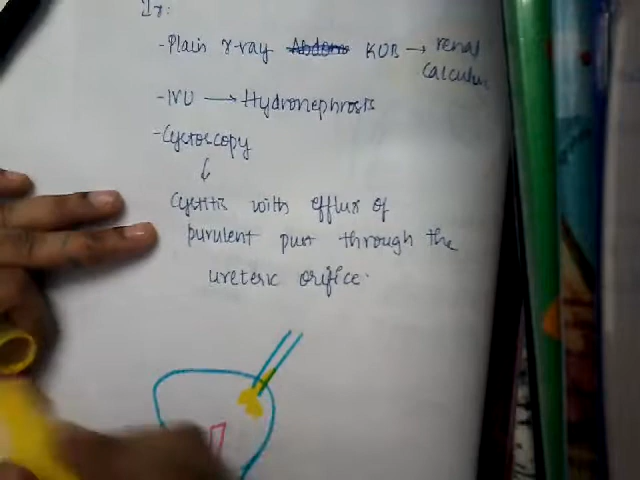 Ix:
- Plain x-ray Abdom KUB → renal
calculus
- IVU → Hydronephrosis
- Cystoscopy
↓
Cystitis with efflux of
purulent pus through the
ureteric orifice.